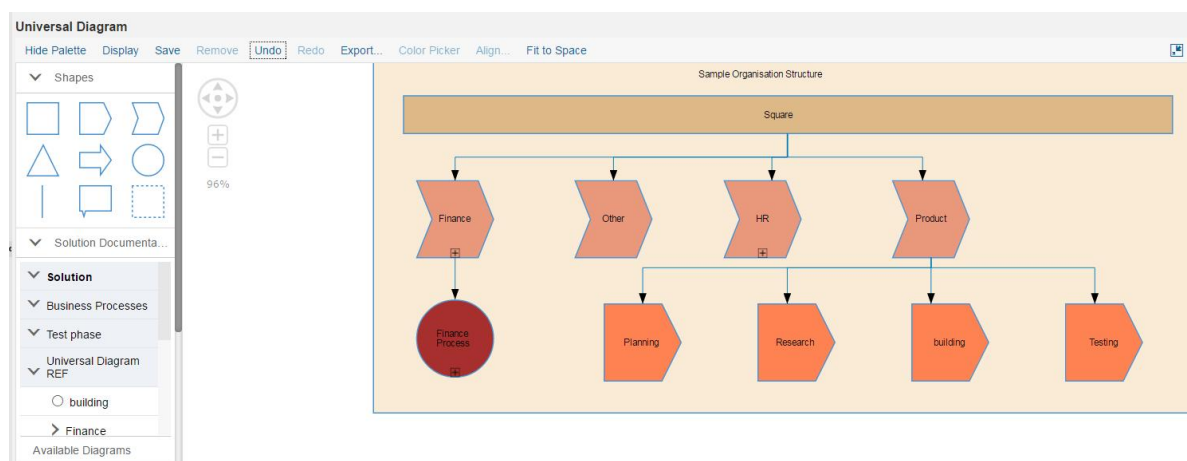 Universal Diagram
Hide Palette Display Save Remove Undo Redo Export... Color Picker Align... Fit to Space
Shapes
96%
Solution Documenta...
Solution
Business Processes
Test phase
Universal Diagram
REF
building
Finance
Available Diagrams
Sample Organisation Structure
Square
Finance Other HR Product
Finance
Process
Planning Research building Testing